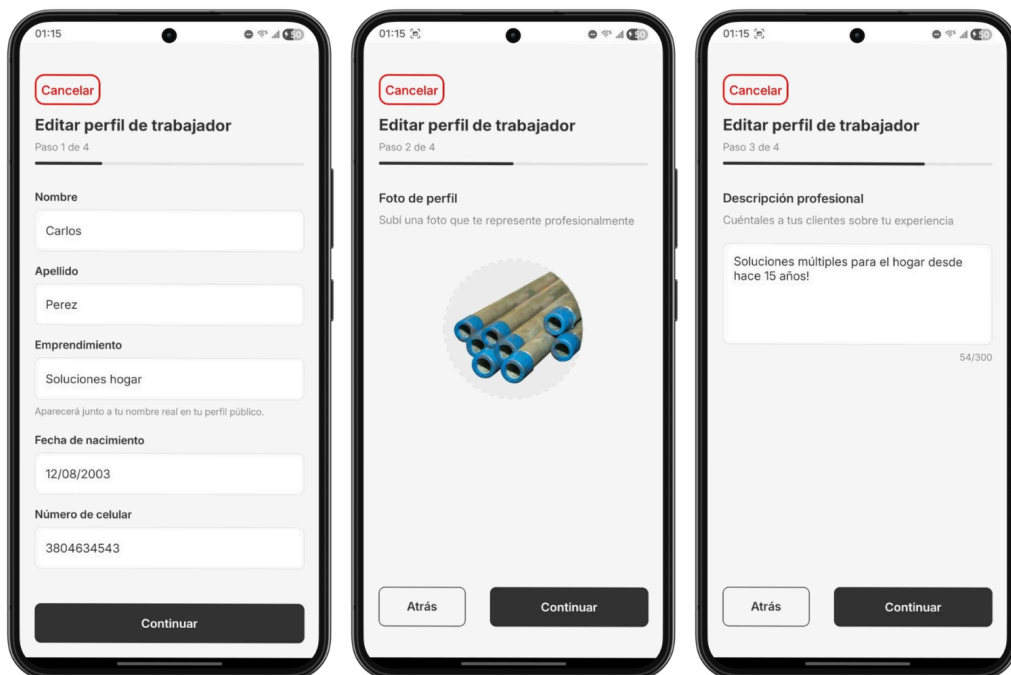 01:15
50
Cancelar
Editar perfil de trabajador
Paso 1 de 4
Nombre
Carlos
Apellido
Perez
Emprendimiento
Soluciones hogar
Aparecerá junto a tu nombre real en tu perfil público.
Fecha de nacimiento
12/08/2003
Número de celular
3804634543
Continuar
01:15
50
Cancelar
Editar perfil de trabajador
Paso 2 de 4
Foto de perfil
Subí una foto que te represente profesionalmente
Atrás
Continuar
01:15
50
Cancelar
Editar perfil de trabajador
Paso 3 de 4
Descripción profesional
Cuéntales a tus clientes sobre tu experiencia
Soluciones múltiples para el hogar desde
hace 15 años!
54/300
Atrás
Continuar